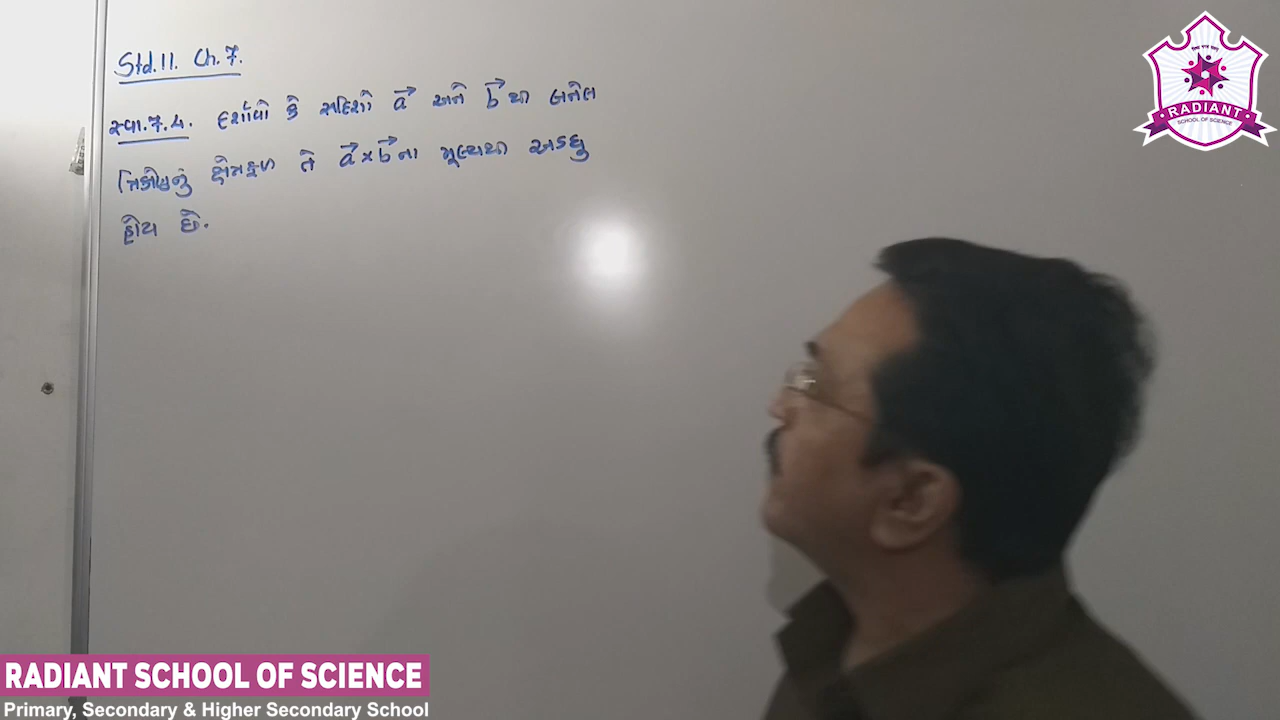 Std.11. Ch.7.
સ્વા.7.4. દર્શાવો કે સદિશો a⃗ અને b⃗ થી બનેલ
ત્રિકોણનું ક્ષેત્રફળ તે a⃗ × b⃗ ના મૂલ્યથી અડધુ
હોય છે.
RADIANT
SCHOOL OF SCIENCE
RADIANT SCHOOL OF SCIENCE
Primary, Secondary & Higher Secondary School